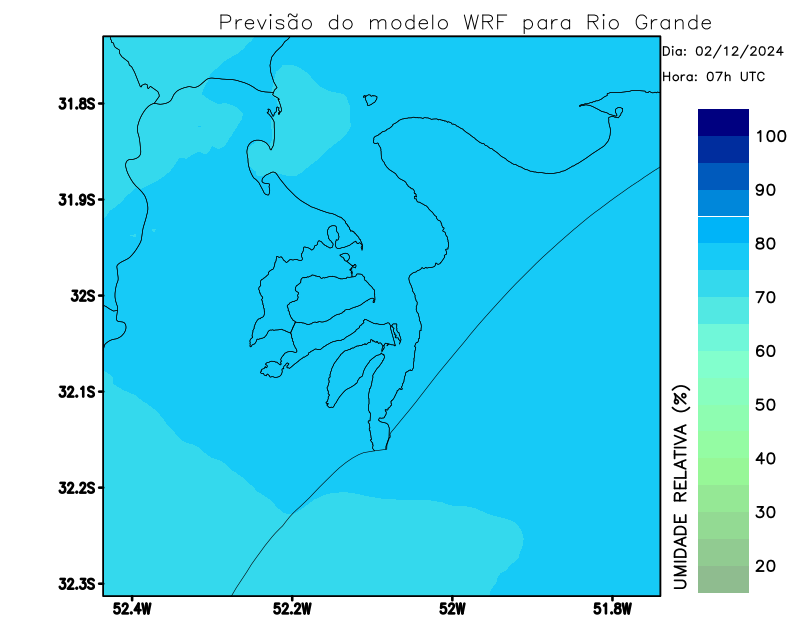 Previsão do modelo WRF para Rio Grande
Dia: 02/12/2024
Hora: 07h UTC
31.8S
31.9S
32S
32.1S
32.2S
32.3S
52.4W
52.2W
52W
51.8W
100
90
80
70
60
50
40
30
20
UMIDADE RELATIVA (%)